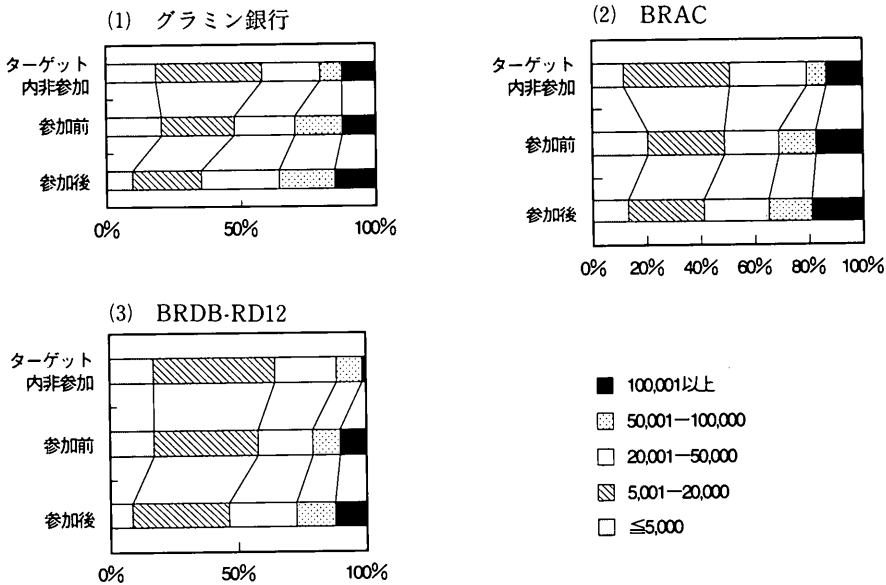 (1) グラミン銀行
ターゲット
内非参加
参加前
参加後
0% 50% 100%
(2) BRAC
ターゲット
内非参加
参加前
参加後
0% 20% 40% 60% 80% 100%
(3) BRDB-RD12
ターゲット
内非参加
参加前
参加後
0% 50% 100%
100,001以上
50,001―100,000
20,001―50,000
5,001―20,000
≦5,000